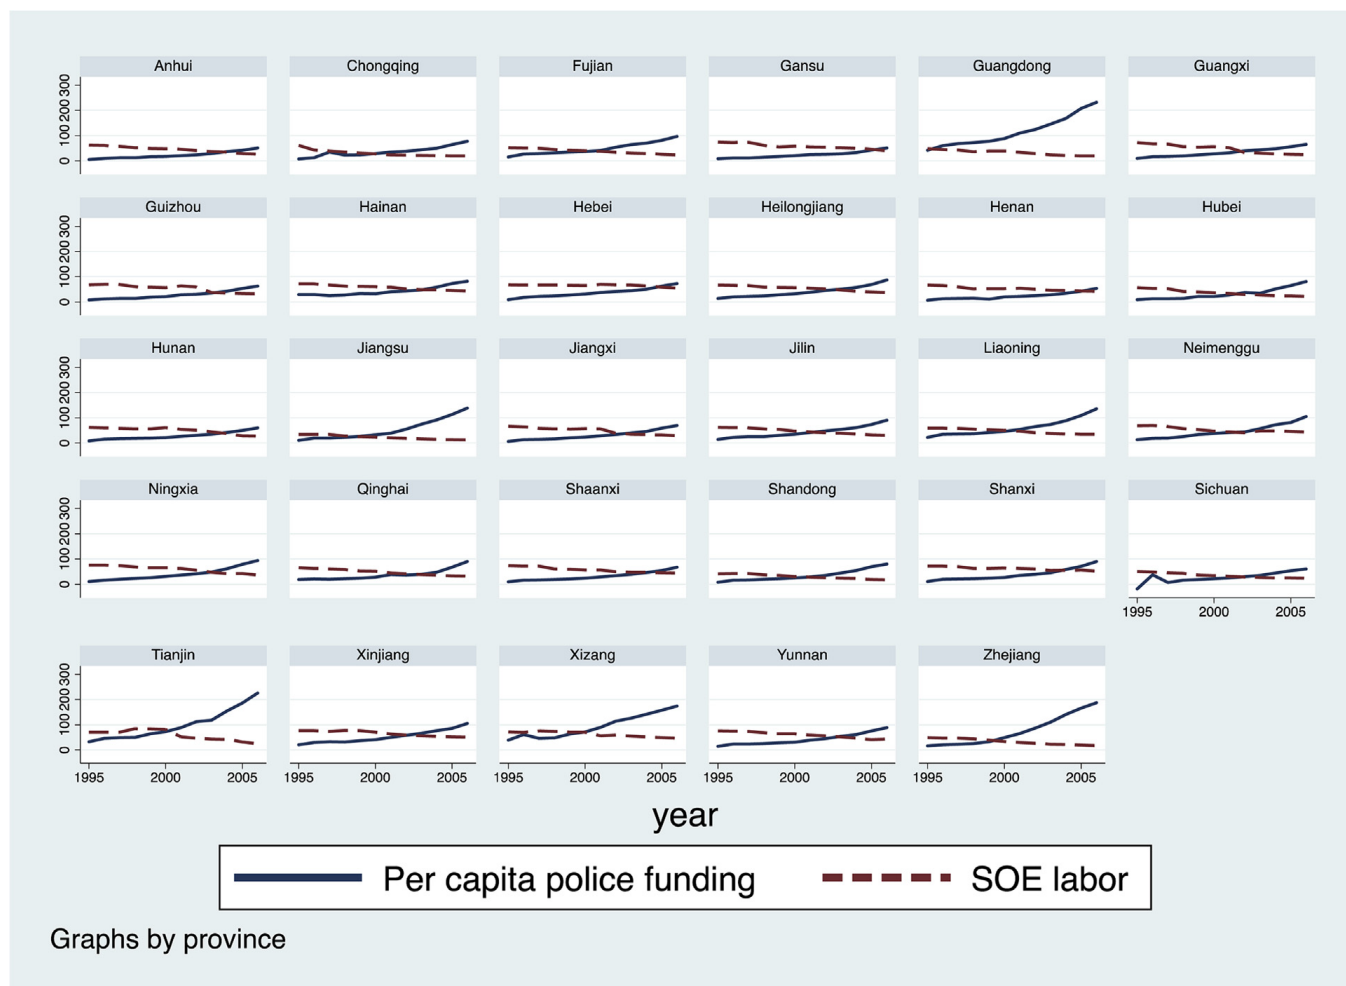 Anhui Chongqing Fujian Gansu Guangdong Guangxi
0 100 200 300
Guizhou Hainan Hebei Heilongjiang Henan Hubei
0 100 200 300
Hunan Jiangsu Jiangxi Jilin Liaoning Neimenggu
0 100 200 300
Ningxia Qinghai Shaanxi Shandong Shanxi Sichuan
0 100 200 300
1995 2000 2005
Tianjin Xinjiang Xizang Yunnan Zhejiang
0 100 200 300
1995 2000 2005 1995 2000 2005 1995 2000 2005 1995 2000 2005 1995 2000 2005
year
Per capita police funding SOE labor
Graphs by province